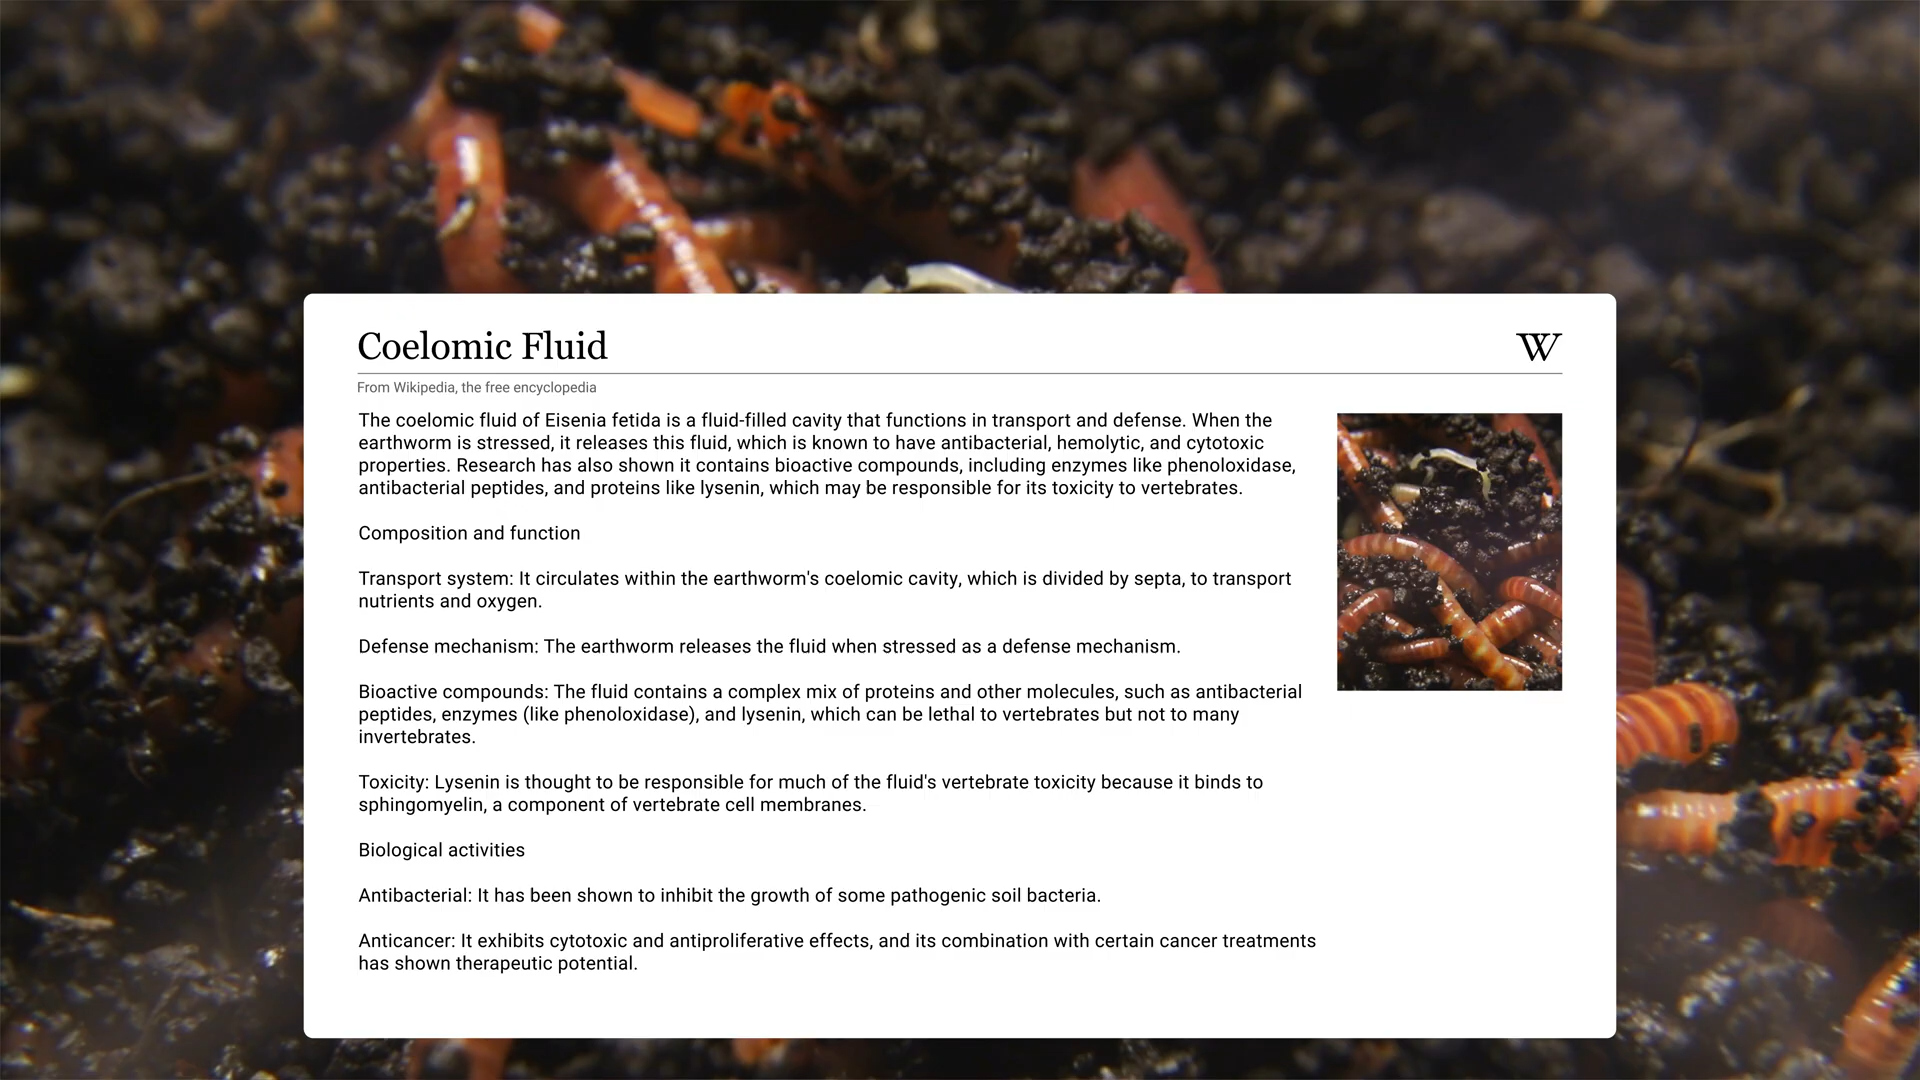 Coelomic Fluid
W
From Wikipedia, the free encyclopedia
The coelomic fluid of Eisenia fetida is a fluid-filled cavity that functions in transport and defense. When the
earthworm is stressed, it releases this fluid, which is known to have antibacterial, hemolytic, and cytotoxic
properties. Research has also shown it contains bioactive compounds, including enzymes like phenoloxidase,
antibacterial peptides, and proteins like lysenin, which may be responsible for its toxicity to vertebrates.
Composition and function
Transport system: It circulates within the earthworm's coelomic cavity, which is divided by septa, to transport
nutrients and oxygen.
Defense mechanism: The earthworm releases the fluid when stressed as a defense mechanism.
Bioactive compounds: The fluid contains a complex mix of proteins and other molecules, such as antibacterial
peptides, enzymes (like phenoloxidase), and lysenin, which can be lethal to vertebrates but not to many
invertebrates.
Toxicity: Lysenin is thought to be responsible for much of the fluid's vertebrate toxicity because it binds to
sphingomyelin, a component of vertebrate cell membranes.
Biological activities
Antibacterial: It has been shown to inhibit the growth of some pathogenic soil bacteria.
Anticancer: It exhibits cytotoxic and antiproliferative effects, and its combination with certain cancer treatments
has shown therapeutic potential.